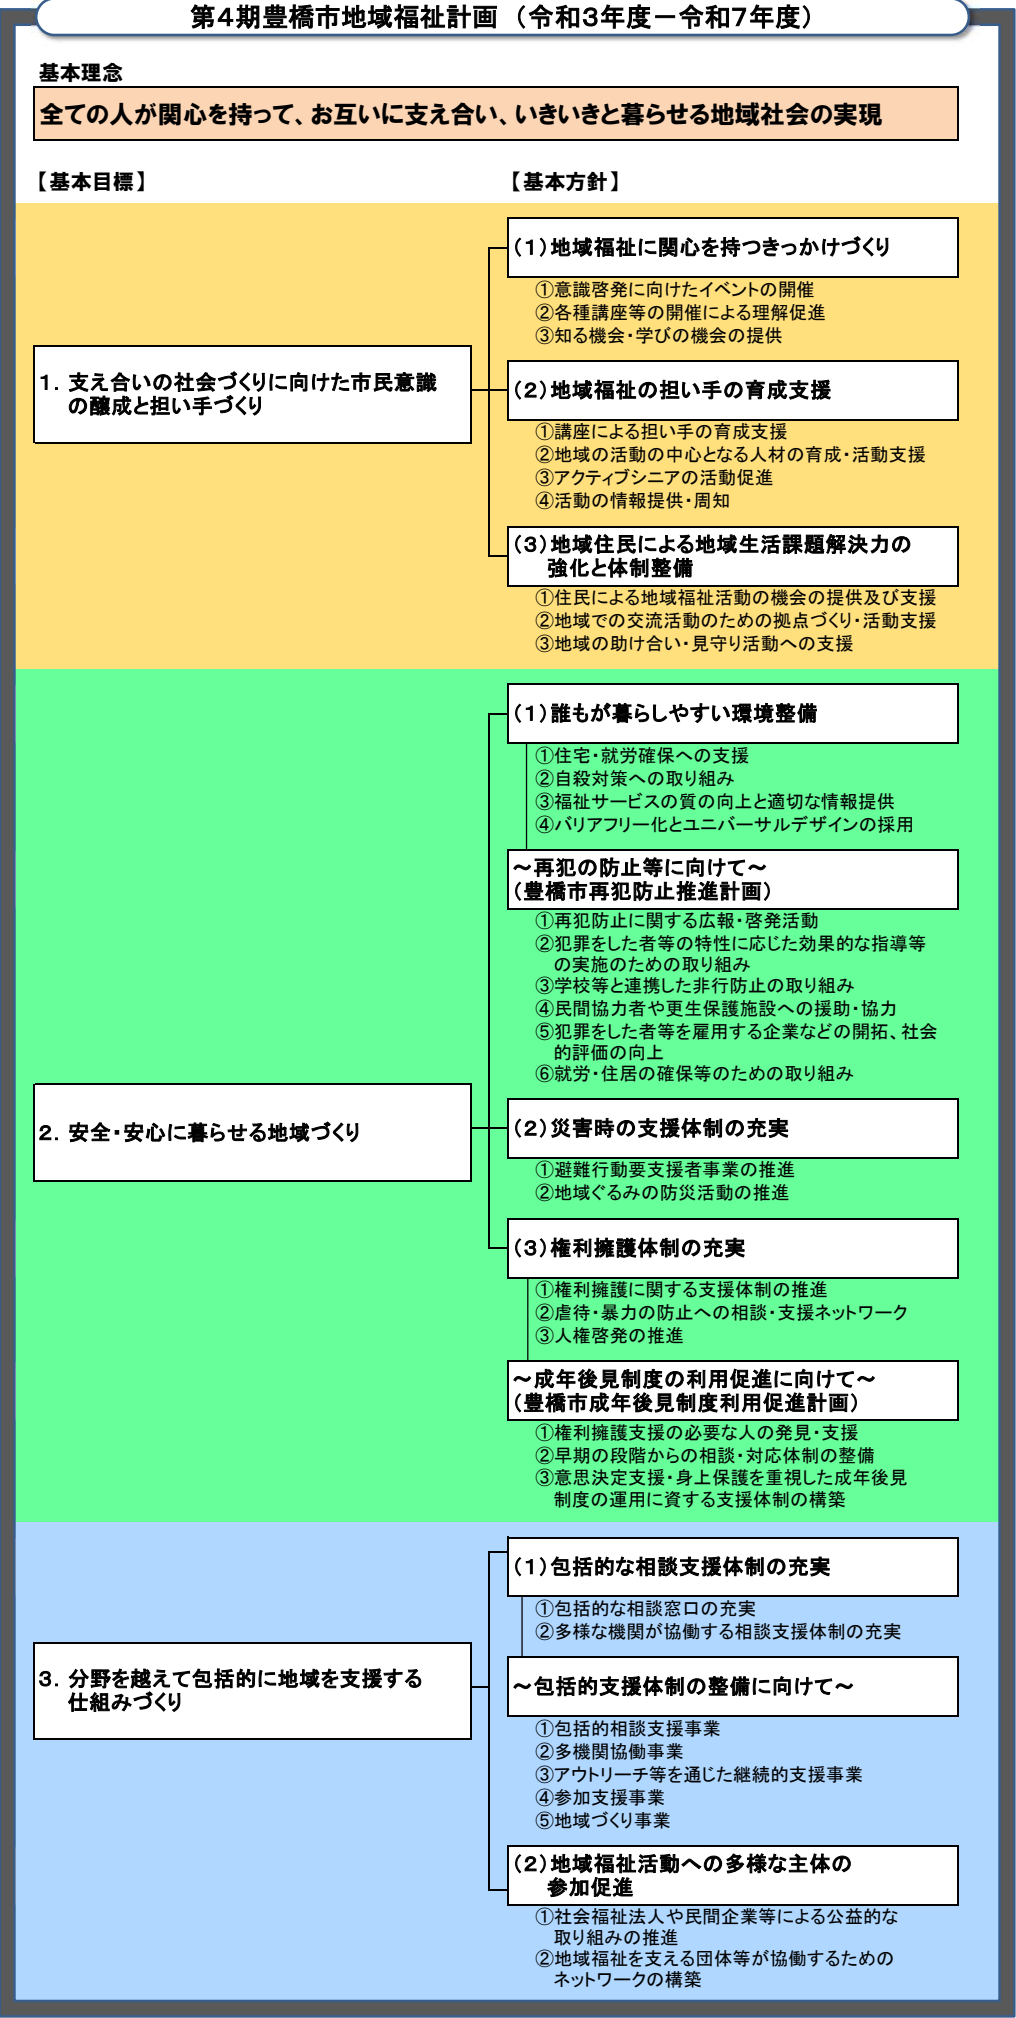 第4期豊橋市地域福祉計画 （令和3年度－令和7年度）
基本理念
全ての人が関心を持って、お互いに支え合い、いきいきと暮らせる地域社会の実現
【基本目標】
【基本方針】
1．支え合いの社会づくりに向けた市民意識
の醸成と担い手づくり
（1）地域福祉に関心を持つきっかけづくり
①意識啓発に向けたイベントの開催
②各種講座等の開催による理解促進
③知る機会・学びの機会の提供
（2）地域福祉の担い手の育成支援
①講座による担い手の育成支援
②地域の活動の中心となる人材の育成・活動支援
③アクティブシニアの活動促進
④活動の情報提供・周知
（3）地域住民による地域生活課題解決力の
強化と体制整備
①住民による地域福祉活動の機会の提供及び支援
②地域での交流活動のための拠点づくり・活動支援
③地域の助け合い・見守り活動への支援
2．安全・安心に暮らせる地域づくり
（1）誰もが暮らしやすい環境整備
①住宅・就労確保への支援
②自殺対策への取り組み
③福祉サービスの質の向上と適切な情報提供
④バリアフリー化とユニバーサルデザインの採用
～再犯の防止等に向けて～
（豊橋市再犯防止推進計画）
①再犯防止に関する広報・啓発活動
②犯罪をした者等の特性に応じた効果的な指導等
の実施のための取り組み
③学校等と連携した非行防止の取り組み
④民間協力者や更生保護施設への援助・協力
⑤犯罪をした者等を雇用する企業などの開拓、社会
的評価の向上
⑥就労・住居の確保等のための取り組み
（2）災害時の支援体制の充実
①避難行動要支援者事業の推進
②地域ぐるみの防災活動の推進
（3）権利擁護体制の充実
①権利擁護に関する支援体制の推進
②虐待・暴力の防止への相談・支援ネットワーク
③人権啓発の推進
～成年後見制度の利用促進に向けて～
（豊橋市成年後見制度利用促進計画）
①権利擁護支援の必要な人の発見・支援
②早期の段階からの相談・対応体制の整備
③意思決定支援・身上保護を重視した成年後見
制度の運用に資する支援体制の構築
3．分野を越えて包括的に地域を支援する
仕組みづくり
（1）包括的な相談支援体制の充実
①包括的な相談窓口の充実
②多様な機関が協働する相談支援体制の充実
～包括的支援体制の整備に向けて～
①包括的相談支援事業
②多機関協働事業
③アウトリーチ等を通じた継続的支援事業
④参加支援事業
⑤地域づくり事業
（2）地域福祉活動への多様な主体の
参加促進
①社会福祉法人や民間企業等による公益的な
取り組みの推進
②地域福祉を支える団体等が協働するための
ネットワークの構築